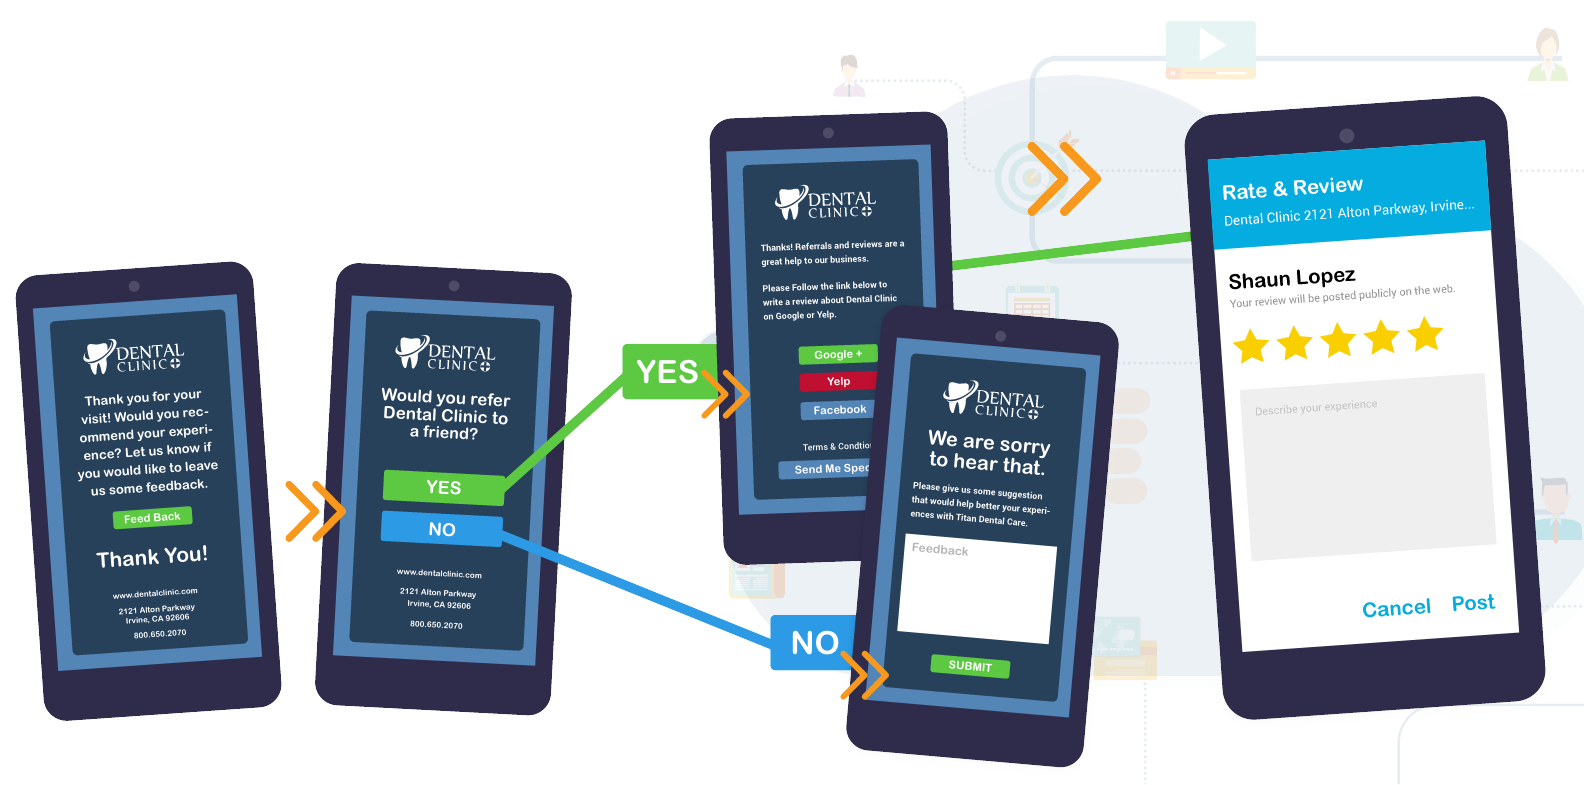 DENTAL
CLINIC
Thank you for your
visit! Would you rec-
ommend your experi-
ence? Let us know if
you would like to leave
us some feedback.
Feed Back
Thank You!
www.dentalclinic.com
2121 Alton Parkway
Irvine, CA 92606
800.650.2070
DENTAL
CLINIC
Would you refer
Dental Clinic to
a friend?
YES
NO
www.dentalclinic.com
2121 Alton Parkway
Irvine, CA 92606
800.650.2070
YES
NO
DENTAL
CLINIC
Thanks! Referrals and reviews are a
great help to our business.
Please Follow the link below to
write a review about Dental Clinic
on Google or Yelp.
Google +
Yelp
Facebook
Terms & Condtio
Send Me Spec
DENTAL
CLINIC
We are sorry
to hear that.
Please give us some suggestion
that would help better your experi-
ences with Titan Dental Care.
Feedback
SUBMIT
Rate & Review
Dental Clinic 2121 Alton Parkway, Irvine...
Shaun Lopez
Your review will be posted publicly on the web.
Describe your experience
Cancel Post